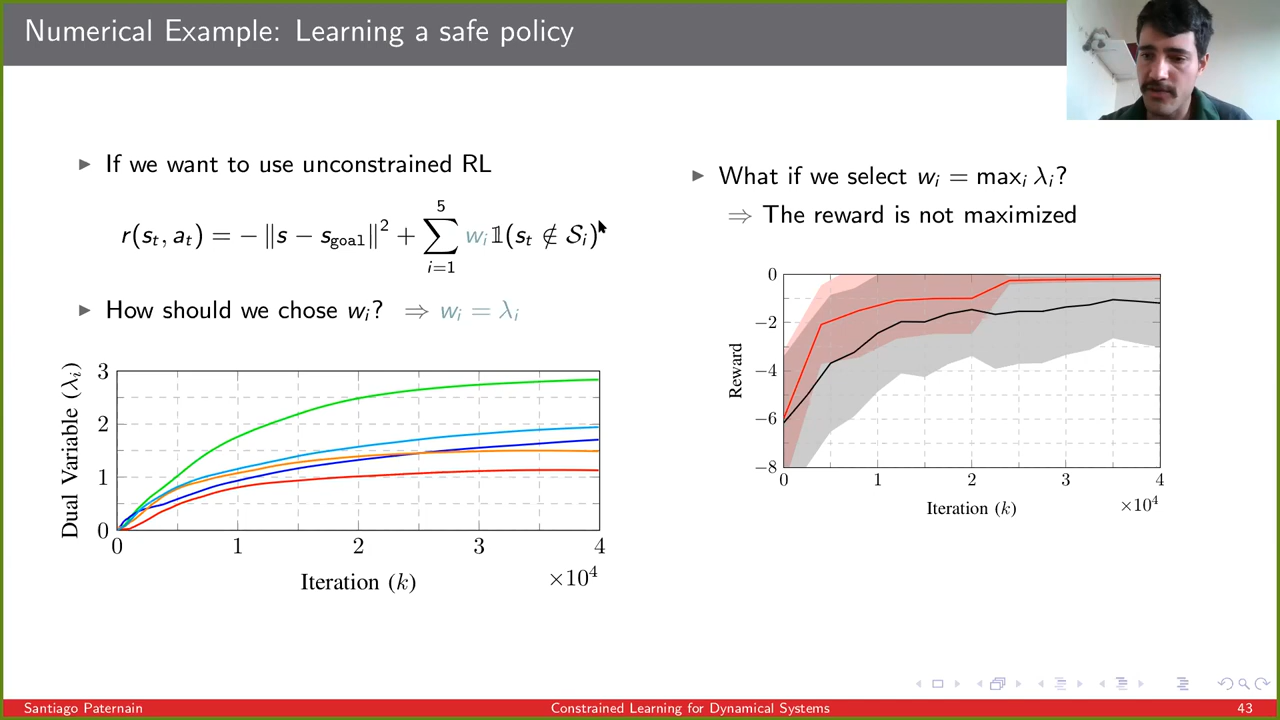 Numerical Example: Learning a safe policy
▶ If we want to use unconstrained RL
r(s_t, a_t) = − ‖s − s_goal‖² + ∑_{i=1}^{5} w_i 𝟙(s_t ∉ 𝒮_i)
▶ How should we chose w_i? ⇒ w_i = λ_i
Dual Variable (λ_i)
3
2
1
0
0 1 2 3 4
Iteration (k) ×10⁴
▶ What if we select w_i = max_i λ_i?
⇒ The reward is not maximized
Reward
0
−2
−4
−6
−8
0 1 2 3 4
Iteration (k) ×10⁴
Santiago Paternain Constrained Learning for Dynamical Systems 43